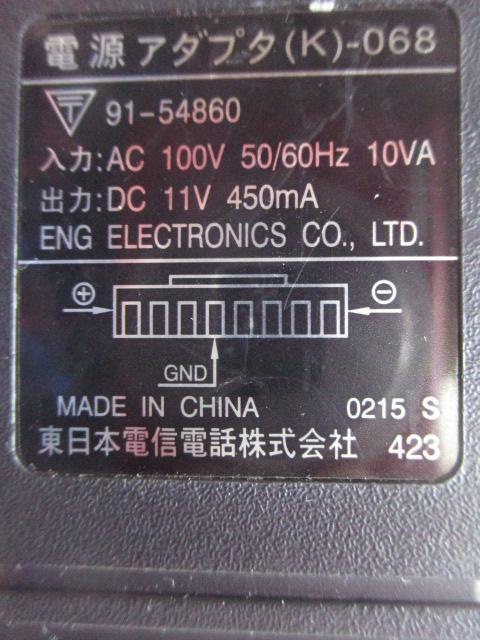 電源アダプタ(K)-068
〒 91-54860
入力:AC 100V 50/60Hz 10VA
出力:DC 11V 450mA
ENG ELECTRONICS CO., LTD.
⊕ ⊖
GND
MADE IN CHINA 0215 S
東日本電信電話株式会社 423